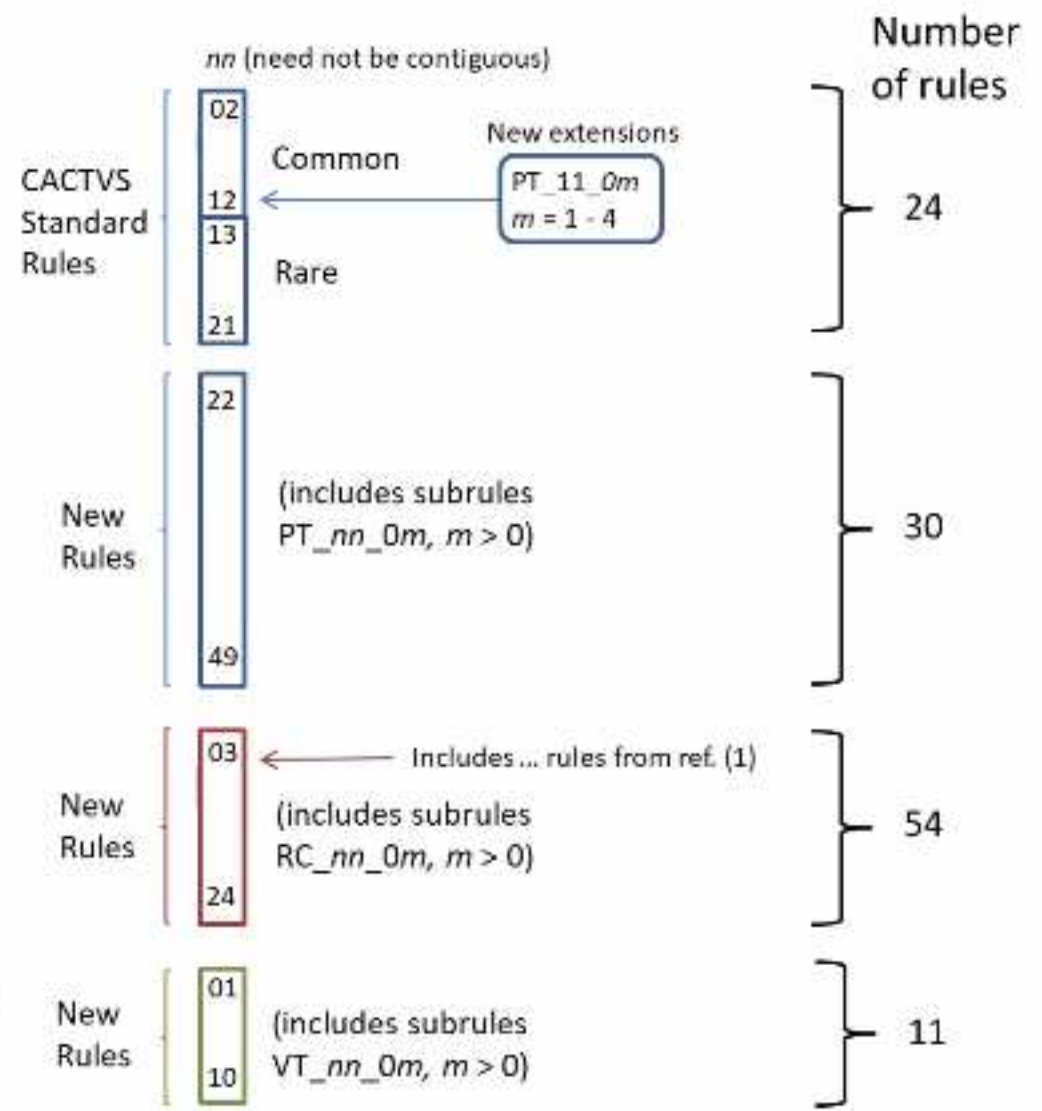 Number
of rules
nn (need not be contiguous)
02
12
13
21
CACTVS
Standard
Rules
Common
Rare
New extensions
PT_11_0m
m = 1 - 4
24
22
49
New
Rules
(includes subrules
PT_nn_0m, m > 0)
30
03
24
New
Rules
Includes ... rules from ref. (1)
(includes subrules
RC_nn_0m, m > 0)
54
01
10
New
Rules
(includes subrules
VT_nn_0m, m > 0)
11